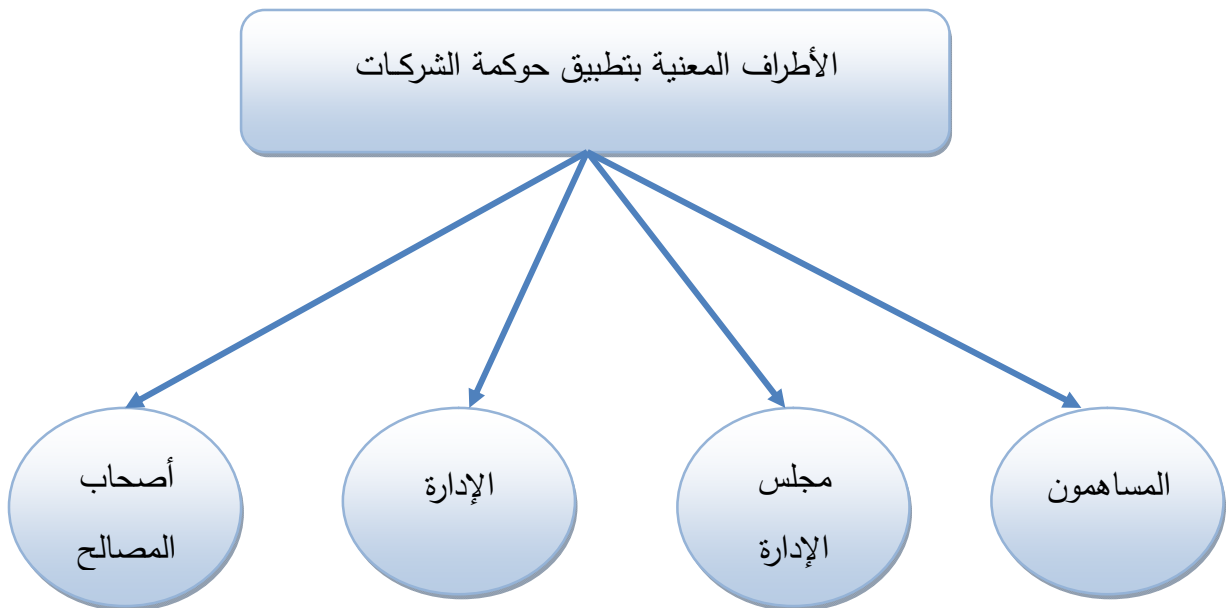 الأطراف المعنية بتطبيق حوكمة الشركات
المساهمون
مجلس
الإدارة
الإدارة
أصحاب
المصالح